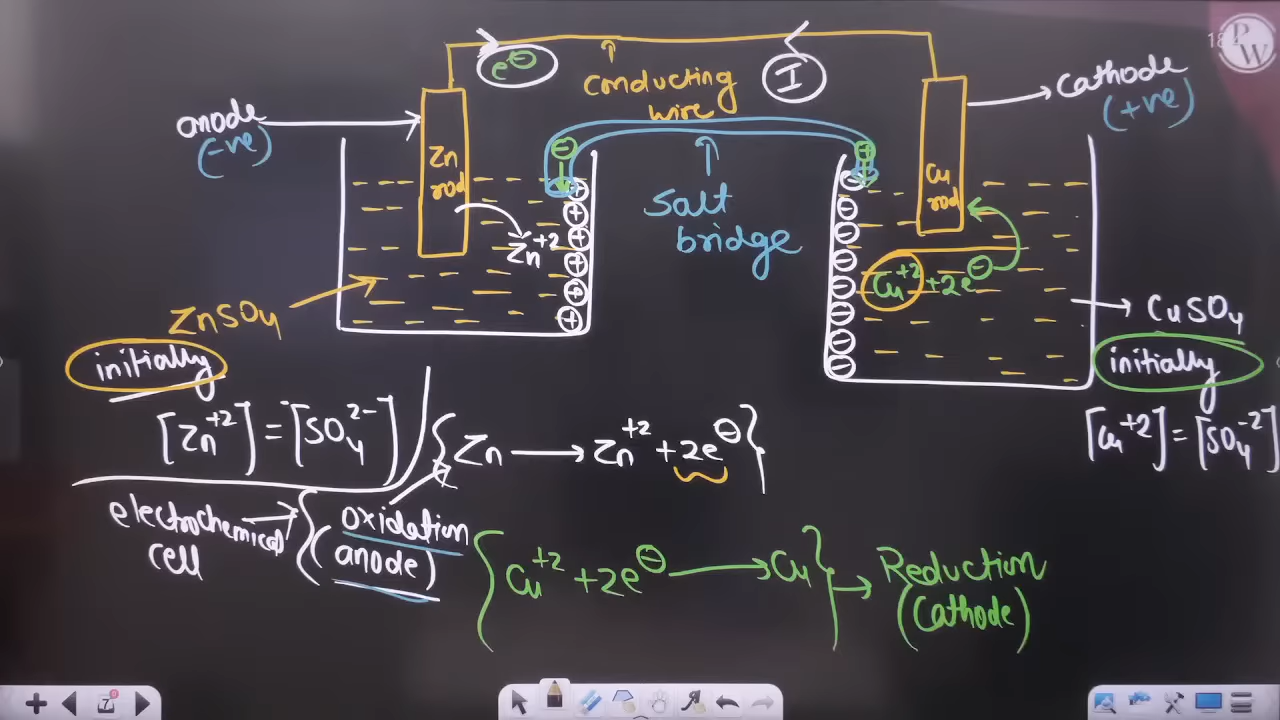 18
PW
e⊖
I
conducting
wire
Cathode
(+ve)
anode
(-ve)
Zn
rod
Cu
rod
Salt
bridge
Zn+2
Cu+2 +2e⊖
ZnSO4
CuSO4
initially
initially
[Zn+2] = [SO4 2-]
[Cu+2] = [SO4 -2]
Zn → Zn+2 + 2e⊖
electrochemical
cell
(oxidation
anode)
Cu+2 + 2e⊖ → Cu → Reduction
(Cathode)
7